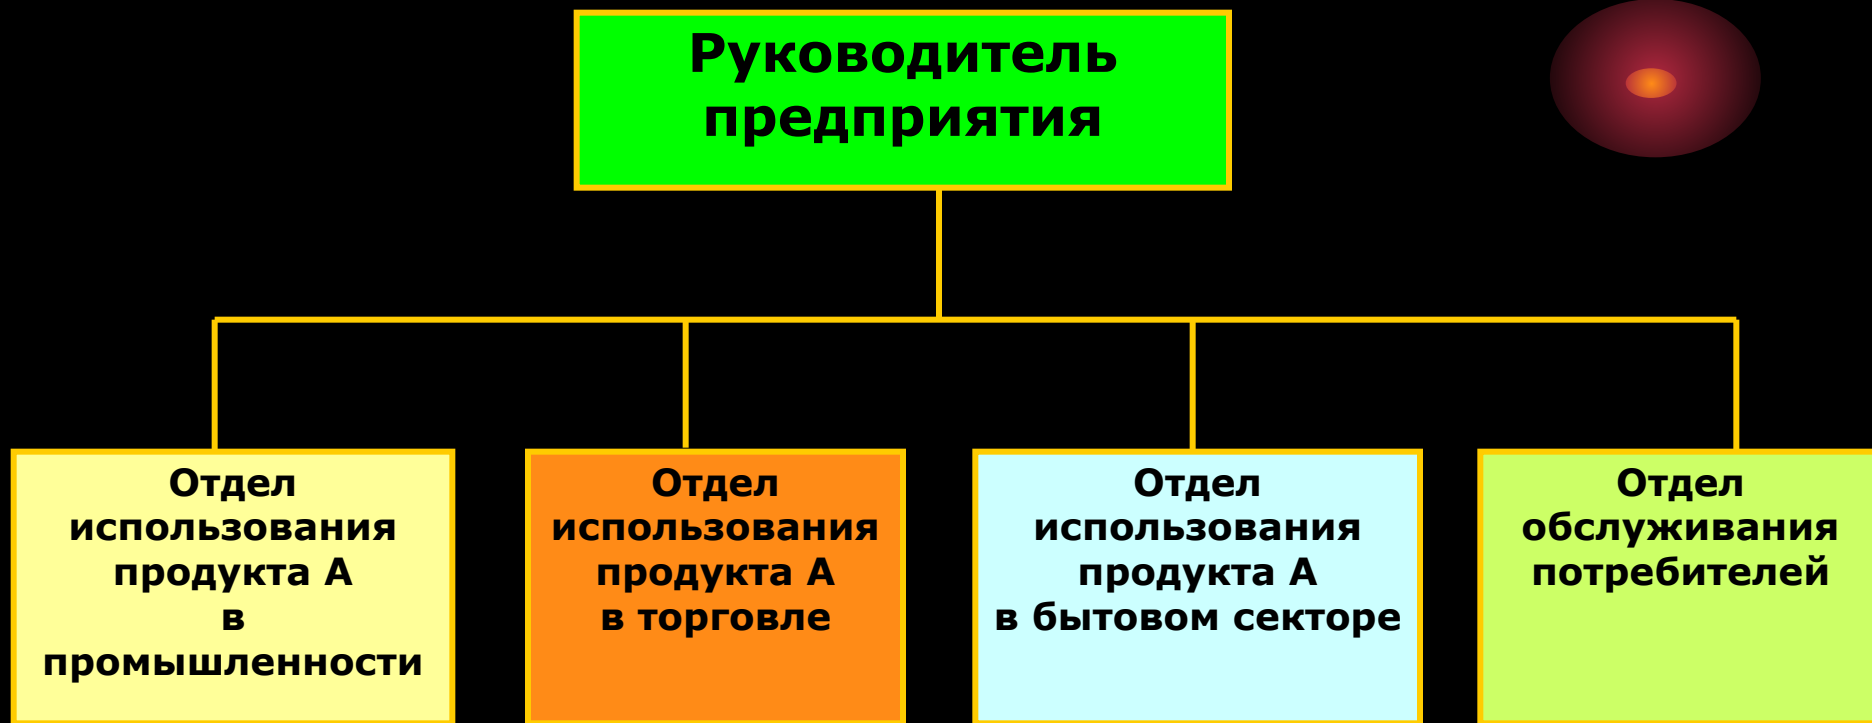 Руководитель
предприятия
Отдел
использования
продукта А
в
промышленности
Отдел
использования
продукта А
в торговле
Отдел
использования
продукта А
в бытовом секторе
Отдел
обслуживания
потребителей